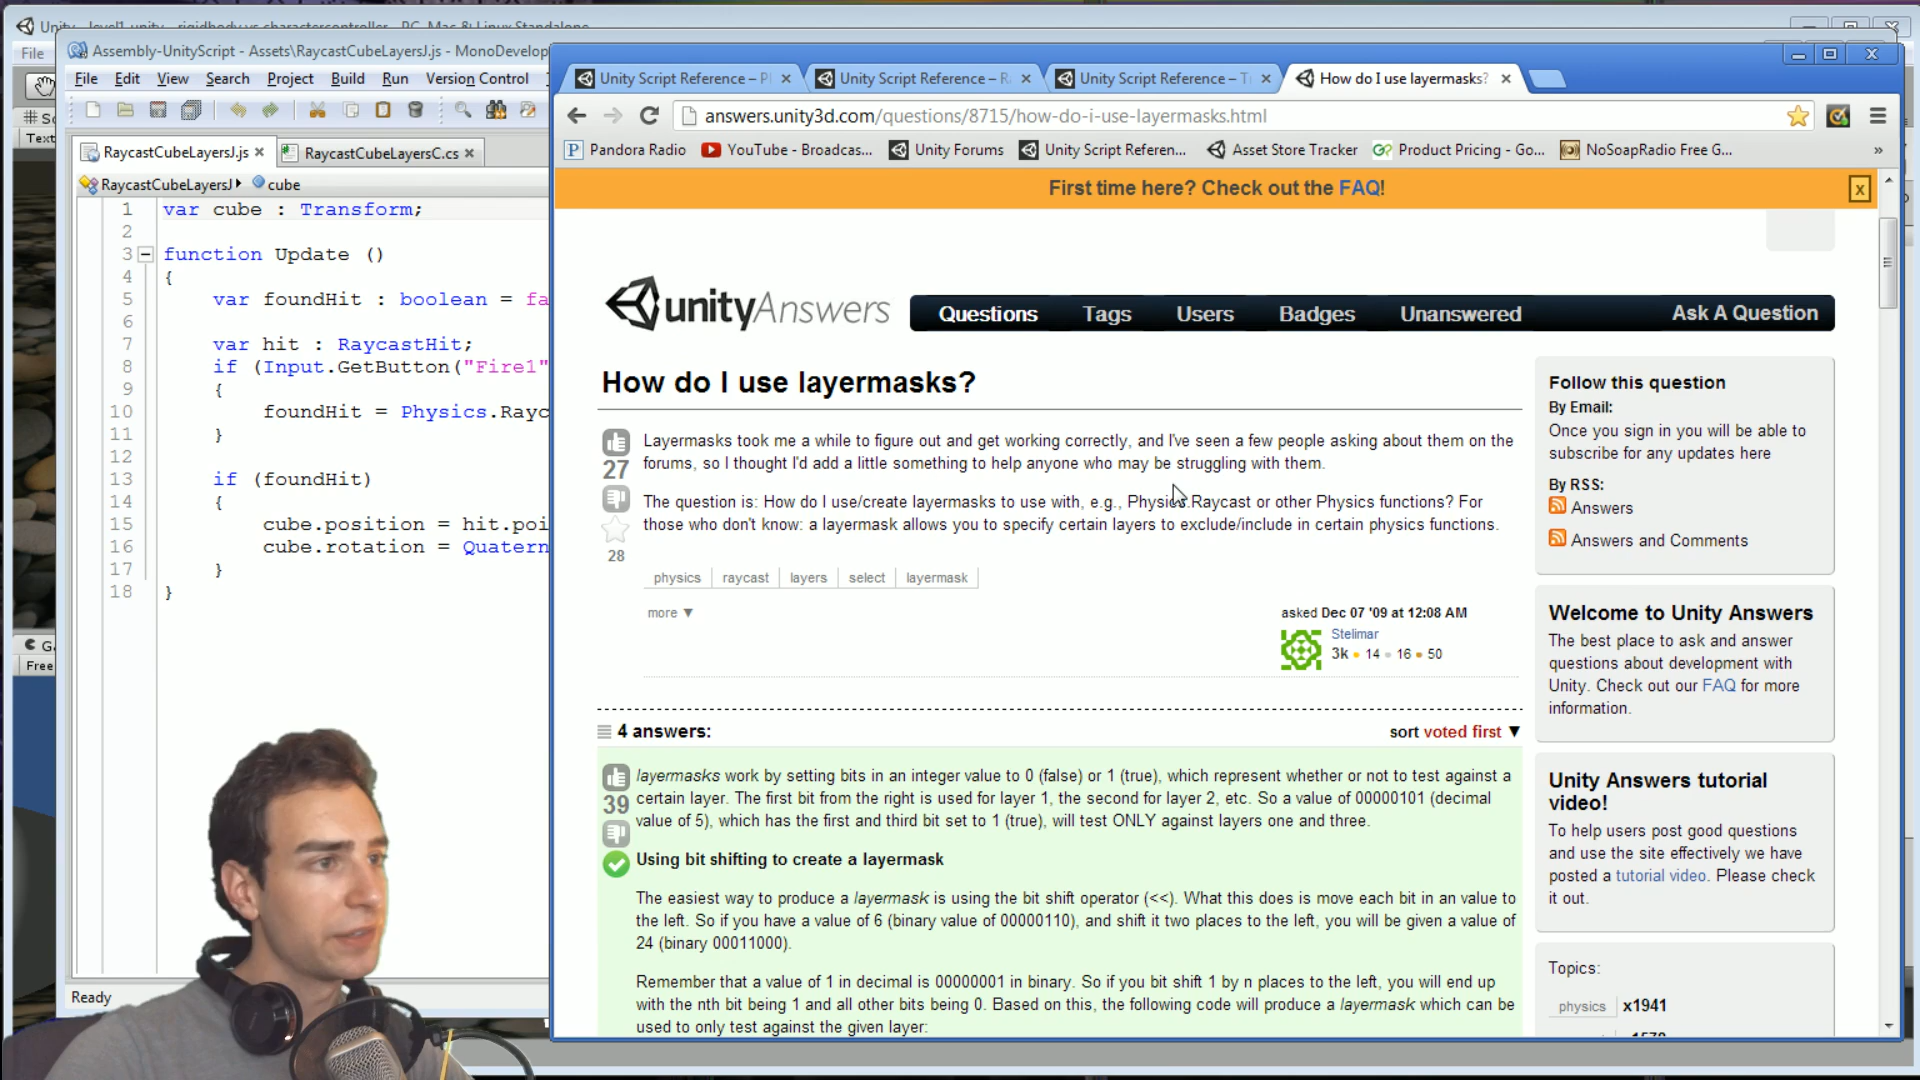 Unity - level1.unity - rigidbody vs charactercontroller - PC, Mac & Linux Standalone
File
Assembly-UnityScript - Assets\RaycastCubeLayersJ.js - MonoDevelop
File Edit View Search Project Build Run Version Control
RaycastCubeLayersJ.js
RaycastCubeLayersC.cs
RaycastCubeLayersJ
cube
1 var cube : Transform;
2
3 function Update ()
4 {
5 var foundHit : boolean = fa
6
7 var hit : RaycastHit;
8 if (Input.GetButton("Fire1"
9 {
10 foundHit = Physics.Rayc
11 }
12
13 if (foundHit)
14 {
15 cube.position = hit.poi
16 cube.rotation = Quatern
17 }
18 }
Ready
Text
Free
Unity Script Reference – P
Unity Script Reference – R
Unity Script Reference – T
How do I use layermasks?
answers.unity3d.com/questions/8715/how-do-i-use-layermasks.html
Pandora Radio
YouTube - Broadcas...
Unity Forums
Unity Script Referen...
Asset Store Tracker
Product Pricing - Go...
NoSoapRadio Free G...
»
First time here? Check out the FAQ!
x
unityAnswers
Questions Tags Users Badges Unanswered Ask A Question
How do I use layermasks?
27
28
Layermasks took me a while to figure out and get working correctly, and I've seen a few people asking about them on the
forums, so I thought I'd add a little something to help anyone who may be struggling with them.
The question is: How do I use/create layermasks to use with, e.g., Physics.Raycast or other Physics functions? For
those who don't know: a layermask allows you to specify certain layers to exclude/include in certain physics functions.
physics raycast layers select layermask
more ▼
asked Dec 07 '09 at 12:08 AM
Stelimar
3k ● 14 ● 16 ● 50
4 answers:
sort voted first ▼
39
layermasks work by setting bits in an integer value to 0 (false) or 1 (true), which represent whether or not to test against a
certain layer. The first bit from the right is used for layer 1, the second for layer 2, etc. So a value of 00000101 (decimal
value of 5), which has the first and third bit set to 1 (true), will test ONLY against layers one and three.
Using bit shifting to create a layermask
The easiest way to produce a layermask is using the bit shift operator (<<). What this does is move each bit in an value to
the left. So if you have a value of 6 (binary value of 00000110), and shift it two places to the left, you will be given a value of
24 (binary 00011000).
Remember that a value of 1 in decimal is 00000001 in binary. So if you bit shift 1 by n places to the left, you will end up
with the nth bit being 1 and all other bits being 0. Based on this, the following code will produce a layermask which can be
used to only test against the given layer:
Follow this question
By Email:
Once you sign in you will be able to
subscribe for any updates here
By RSS:
Answers
Answers and Comments
Welcome to Unity Answers
The best place to ask and answer
questions about development with
Unity. Check out our FAQ for more
information.
Unity Answers tutorial
video!
To help users post good questions
and use the site effectively we have
posted a tutorial video. Please check
it out.
Topics:
physics x1941